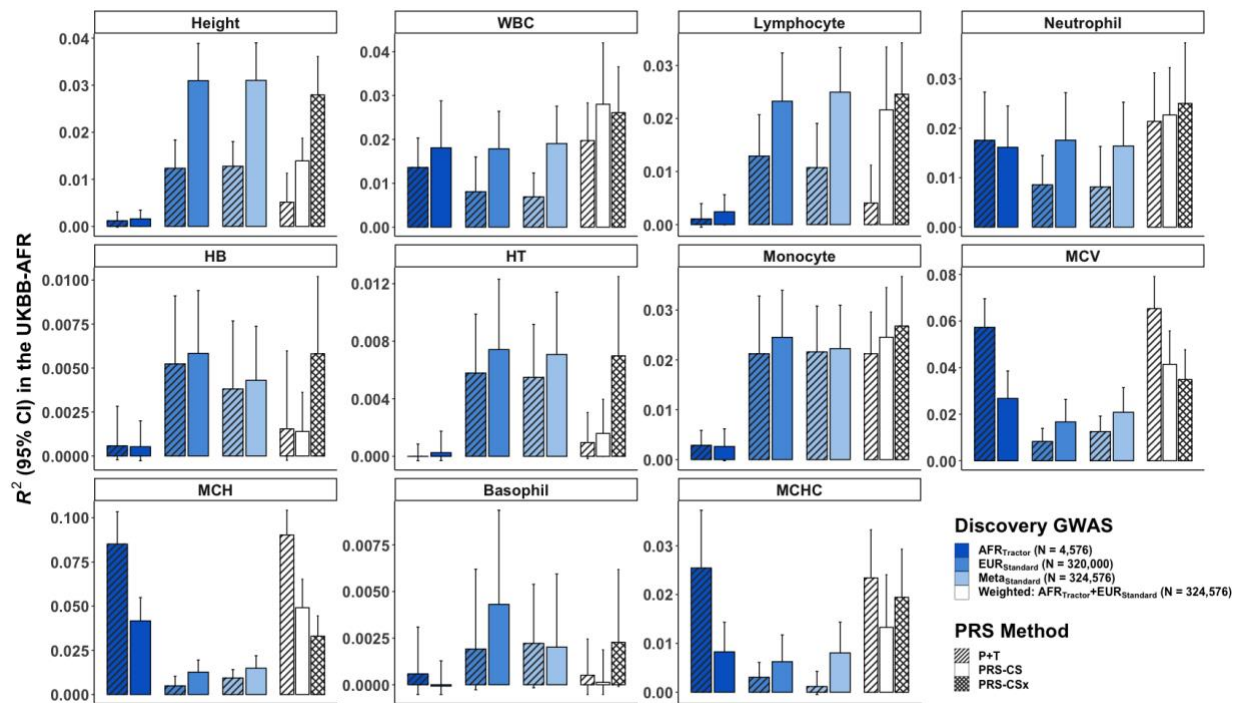 R² (95% CI) in the UKBB-AFR
Height
0.04
0.03
0.02
0.01
0.00
WBC
0.04
0.03
0.02
0.01
0.00
Lymphocyte
0.03
0.02
0.01
0.00
Neutrophil
0.03
0.02
0.01
0.00
HB
0.0100
0.0075
0.0050
0.0025
0.0000
HT
0.012
0.008
0.004
0.000
Monocyte
0.03
0.02
0.01
0.00
MCV
0.08
0.06
0.04
0.02
0.00
MCH
0.100
0.075
0.050
0.025
0.000
Basophil
0.0075
0.0050
0.0025
0.0000
MCHC
0.03
0.02
0.01
0.00
Discovery GWAS
AFR_Tractor (N = 4,576)
EUR_Standard (N = 320,000)
Meta_Standard (N = 324,576)
Weighted: AFR_Tractor+EUR_Standard (N = 324,576)
PRS Method
P+T
PRS-CS
PRS-CSx